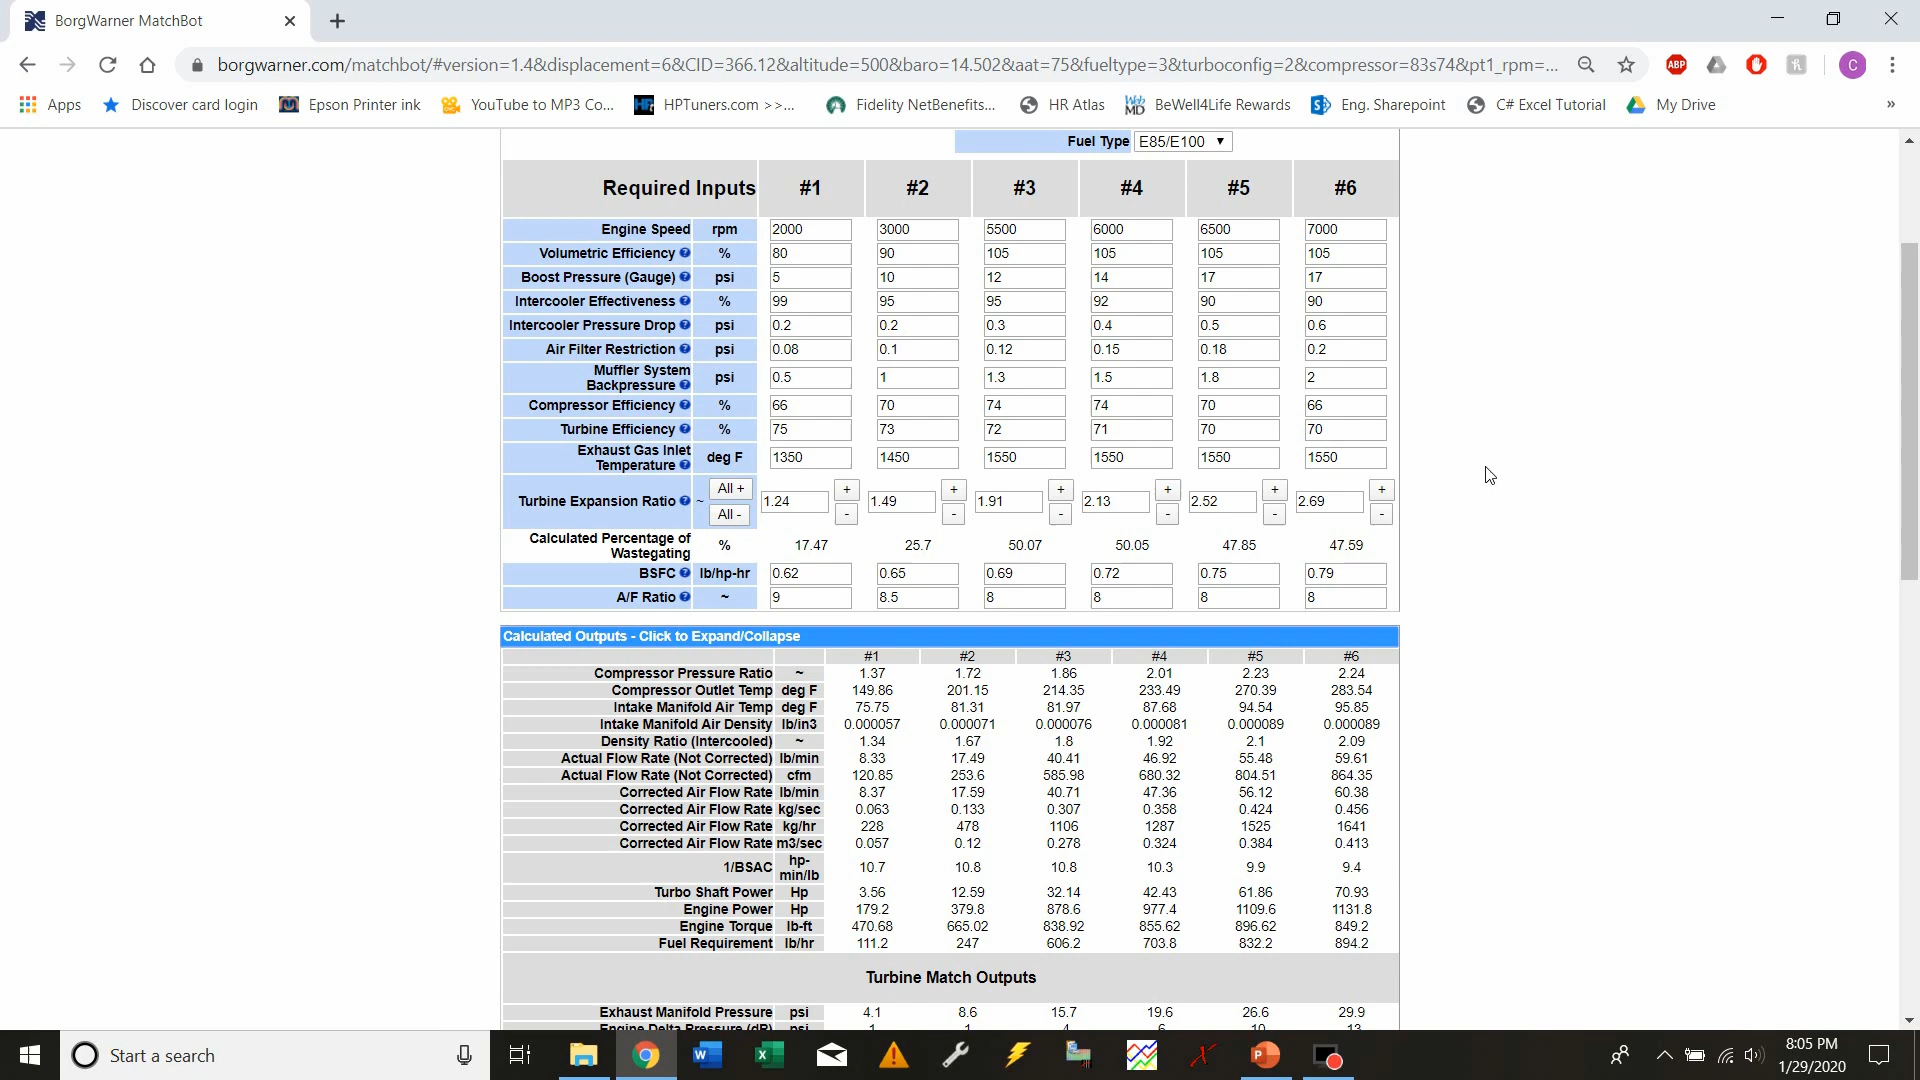 BorgWarner MatchBot
borgwarner.com/matchbot/#version=1.4&displacement=6&CID=366.12&altitude=500&baro=14.502&aat=75&fueltype=3&turboconfig=2&compressor=83s74&pt1_rpm=...
ABP
C
Apps Discover card login Epson Printer ink YouTube to MP3 Co... HPTuners.com >>... Fidelity NetBenefits... HR Atlas BeWell4Life Rewards Eng. Sharepoint C# Excel Tutorial My Drive »
Fuel Type E85/E100
Required Inputs #1 #2 #3 #4 #5 #6
Engine Speed rpm 2000 3000 5500 6000 6500 7000
Volumetric Efficiency % 80 90 105 105 105 105
Boost Pressure (Gauge) psi 5 10 12 14 17 17
Intercooler Effectiveness % 99 95 95 92 90 90
Intercooler Pressure Drop psi 0.2 0.2 0.3 0.4 0.5 0.6
Air Filter Restriction psi 0.08 0.1 0.12 0.15 0.18 0.2
Muffler System
Backpressure psi 0.5 1 1.3 1.5 1.8 2
Compressor Efficiency % 66 70 74 74 70 66
Turbine Efficiency % 75 73 72 71 70 70
Exhaust Gas Inlet
Temperature deg F 1350 1450 1550 1550 1550 1550
All + + + + + + +
Turbine Expansion Ratio ~ 1.24 1.49 1.91 2.13 2.52 2.69
All - - - - - - -
Calculated Percentage of
Wastegating % 17.47 25.7 50.07 50.05 47.85 47.59
BSFC lb/hp-hr 0.62 0.65 0.69 0.72 0.75 0.79
A/F Ratio ~ 9 8.5 8 8 8 8
Calculated Outputs - Click to Expand/Collapse
#1 #2 #3 #4 #5 #6
Compressor Pressure Ratio ~ 1.37 1.72 1.86 2.01 2.23 2.24
Compressor Outlet Temp deg F 149.86 201.15 214.35 233.49 270.39 283.54
Intake Manifold Air Temp deg F 75.75 81.31 81.97 87.68 94.54 95.85
Intake Manifold Air Density lb/in3 0.000057 0.000071 0.000076 0.000081 0.000089 0.000089
Density Ratio (Intercooled) ~ 1.34 1.67 1.8 1.92 2.1 2.09
Actual Flow Rate (Not Corrected) lb/min 8.33 17.49 40.41 46.92 55.48 59.61
Actual Flow Rate (Not Corrected) cfm 120.85 253.6 585.98 680.32 804.51 864.35
Corrected Air Flow Rate lb/min 8.37 17.59 40.71 47.36 56.12 60.38
Corrected Air Flow Rate kg/sec 0.063 0.133 0.307 0.358 0.424 0.456
Corrected Air Flow Rate kg/hr 228 478 1106 1287 1525 1641
Corrected Air Flow Rate m3/sec 0.057 0.12 0.278 0.324 0.384 0.413
1/BSAC hp-min/lb 10.7 10.8 10.8 10.3 9.9 9.4
Turbo Shaft Power Hp 3.56 12.59 32.14 42.43 61.86 70.93
Engine Power Hp 179.2 379.8 878.6 977.4 1109.6 1131.8
Engine Torque lb-ft 470.68 665.02 838.92 855.62 896.62 849.2
Fuel Requirement lb/hr 111.2 247 606.2 703.8 832.2 894.2
Turbine Match Outputs
Exhaust Manifold Pressure psi 4.1 8.6 15.7 19.6 26.6 29.9
Engine Delta Pressure (dP) psi 1 1 4 6 10 13
Start a search
8:05 PM
1/29/2020